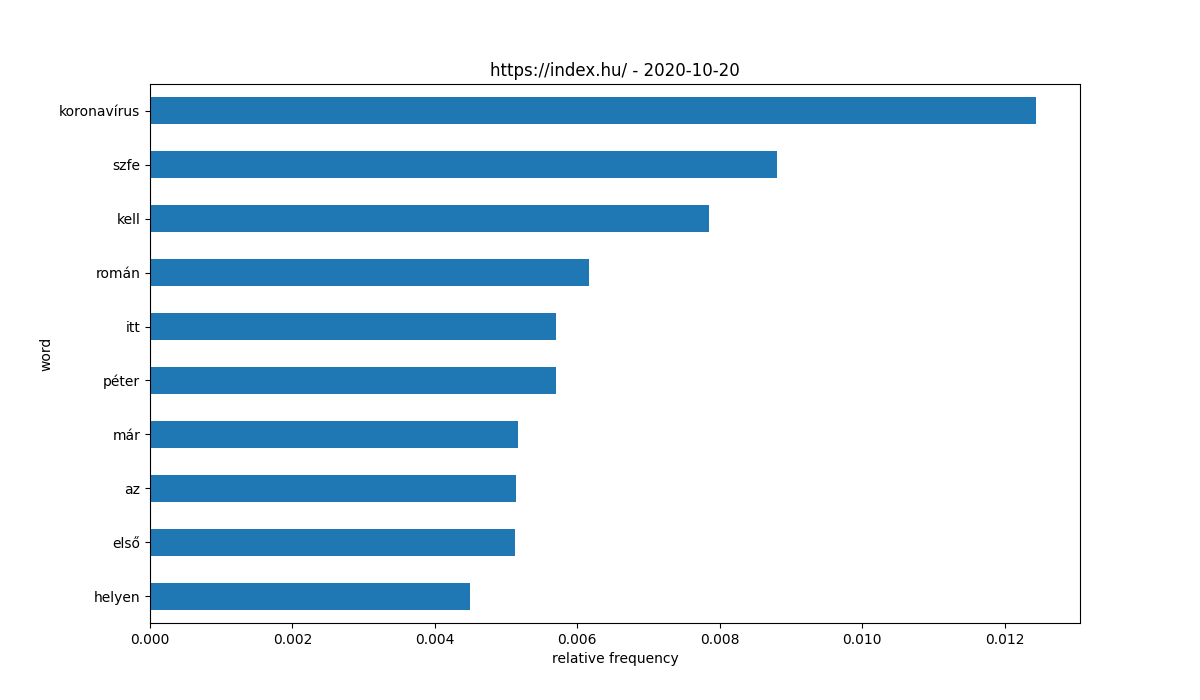 https://index.hu/ - 2020-10-20
koronavírus
szfe
kell
román
itt
péter
már
az
első
helyen
word
0.000 0.002 0.004 0.006 0.008 0.010 0.012
relative frequency